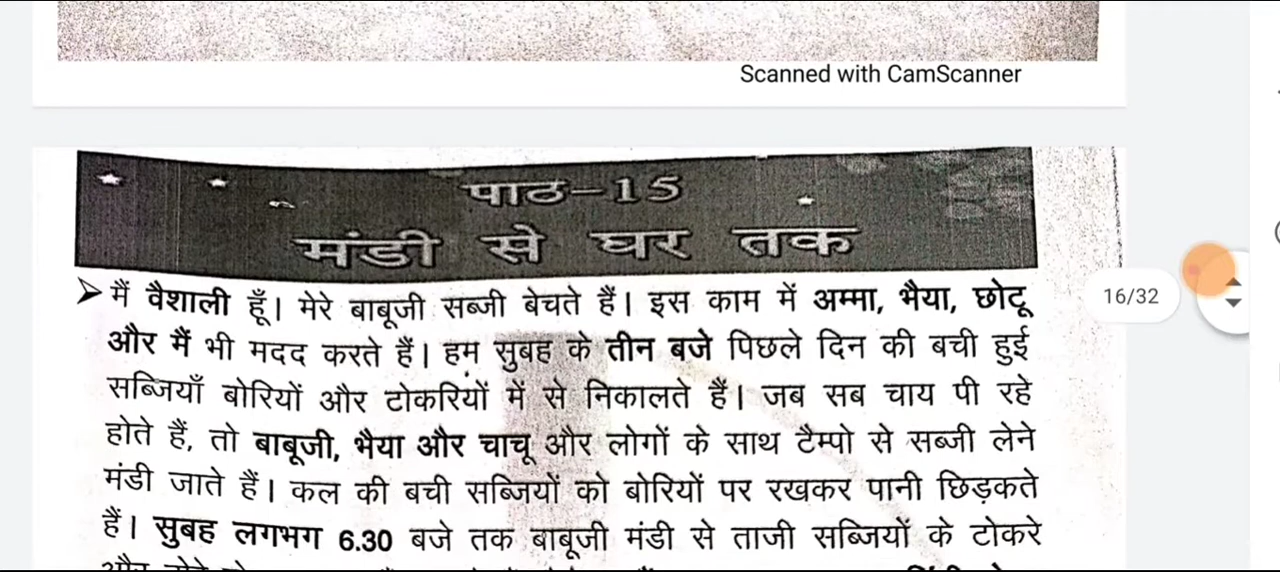 Scanned with CamScanner
पाठ-15
मंडी से घर तक
➤ मैं वैशाली हूँ। मेरे बाबूजी सब्जी बेचते हैं। इस काम में अम्मा, भैया, छोटू
और मैं भी मदद करते हैं। हम सुबह के तीन बजे पिछले दिन की बची हुई
सब्जियाँ बोरियों और टोकरियों में से निकालते हैं। जब सब चाय पी रहे
होते हैं, तो बाबूजी, भैया और चाचू और लोगों के साथ टैम्पो से सब्जी लेने
मंडी जाते हैं। कल की बची सब्जियों को बोरियों पर रखकर पानी छिड़कते
हैं। सुबह लगभग 6.30 बजे तक बाबूजी मंडी से ताजी सब्जियों के टोकरे
16/32